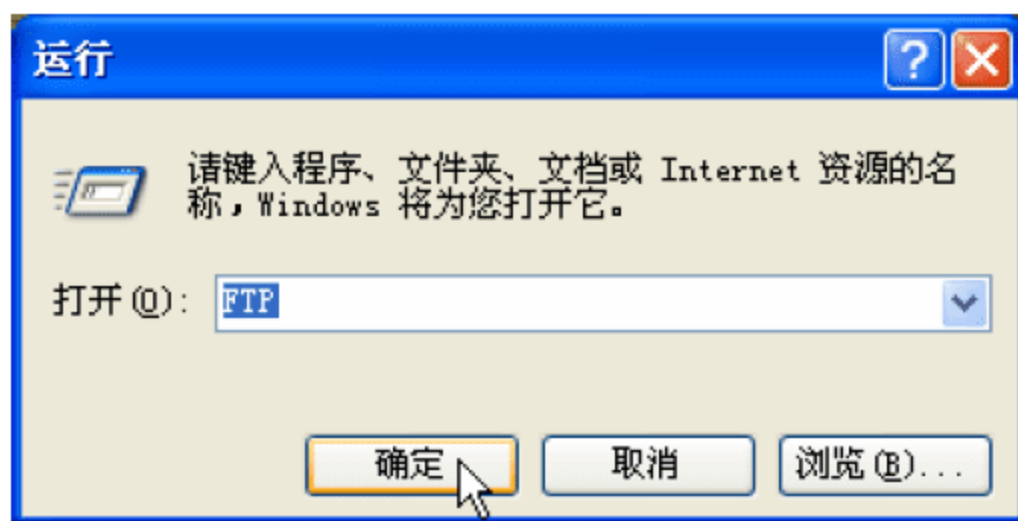 运行
请键入程序、文件夹、文档或 Internet 资源的名
称，Windows 将为您打开它。
打开(O): FTP
确定 取消 浏览(B)...